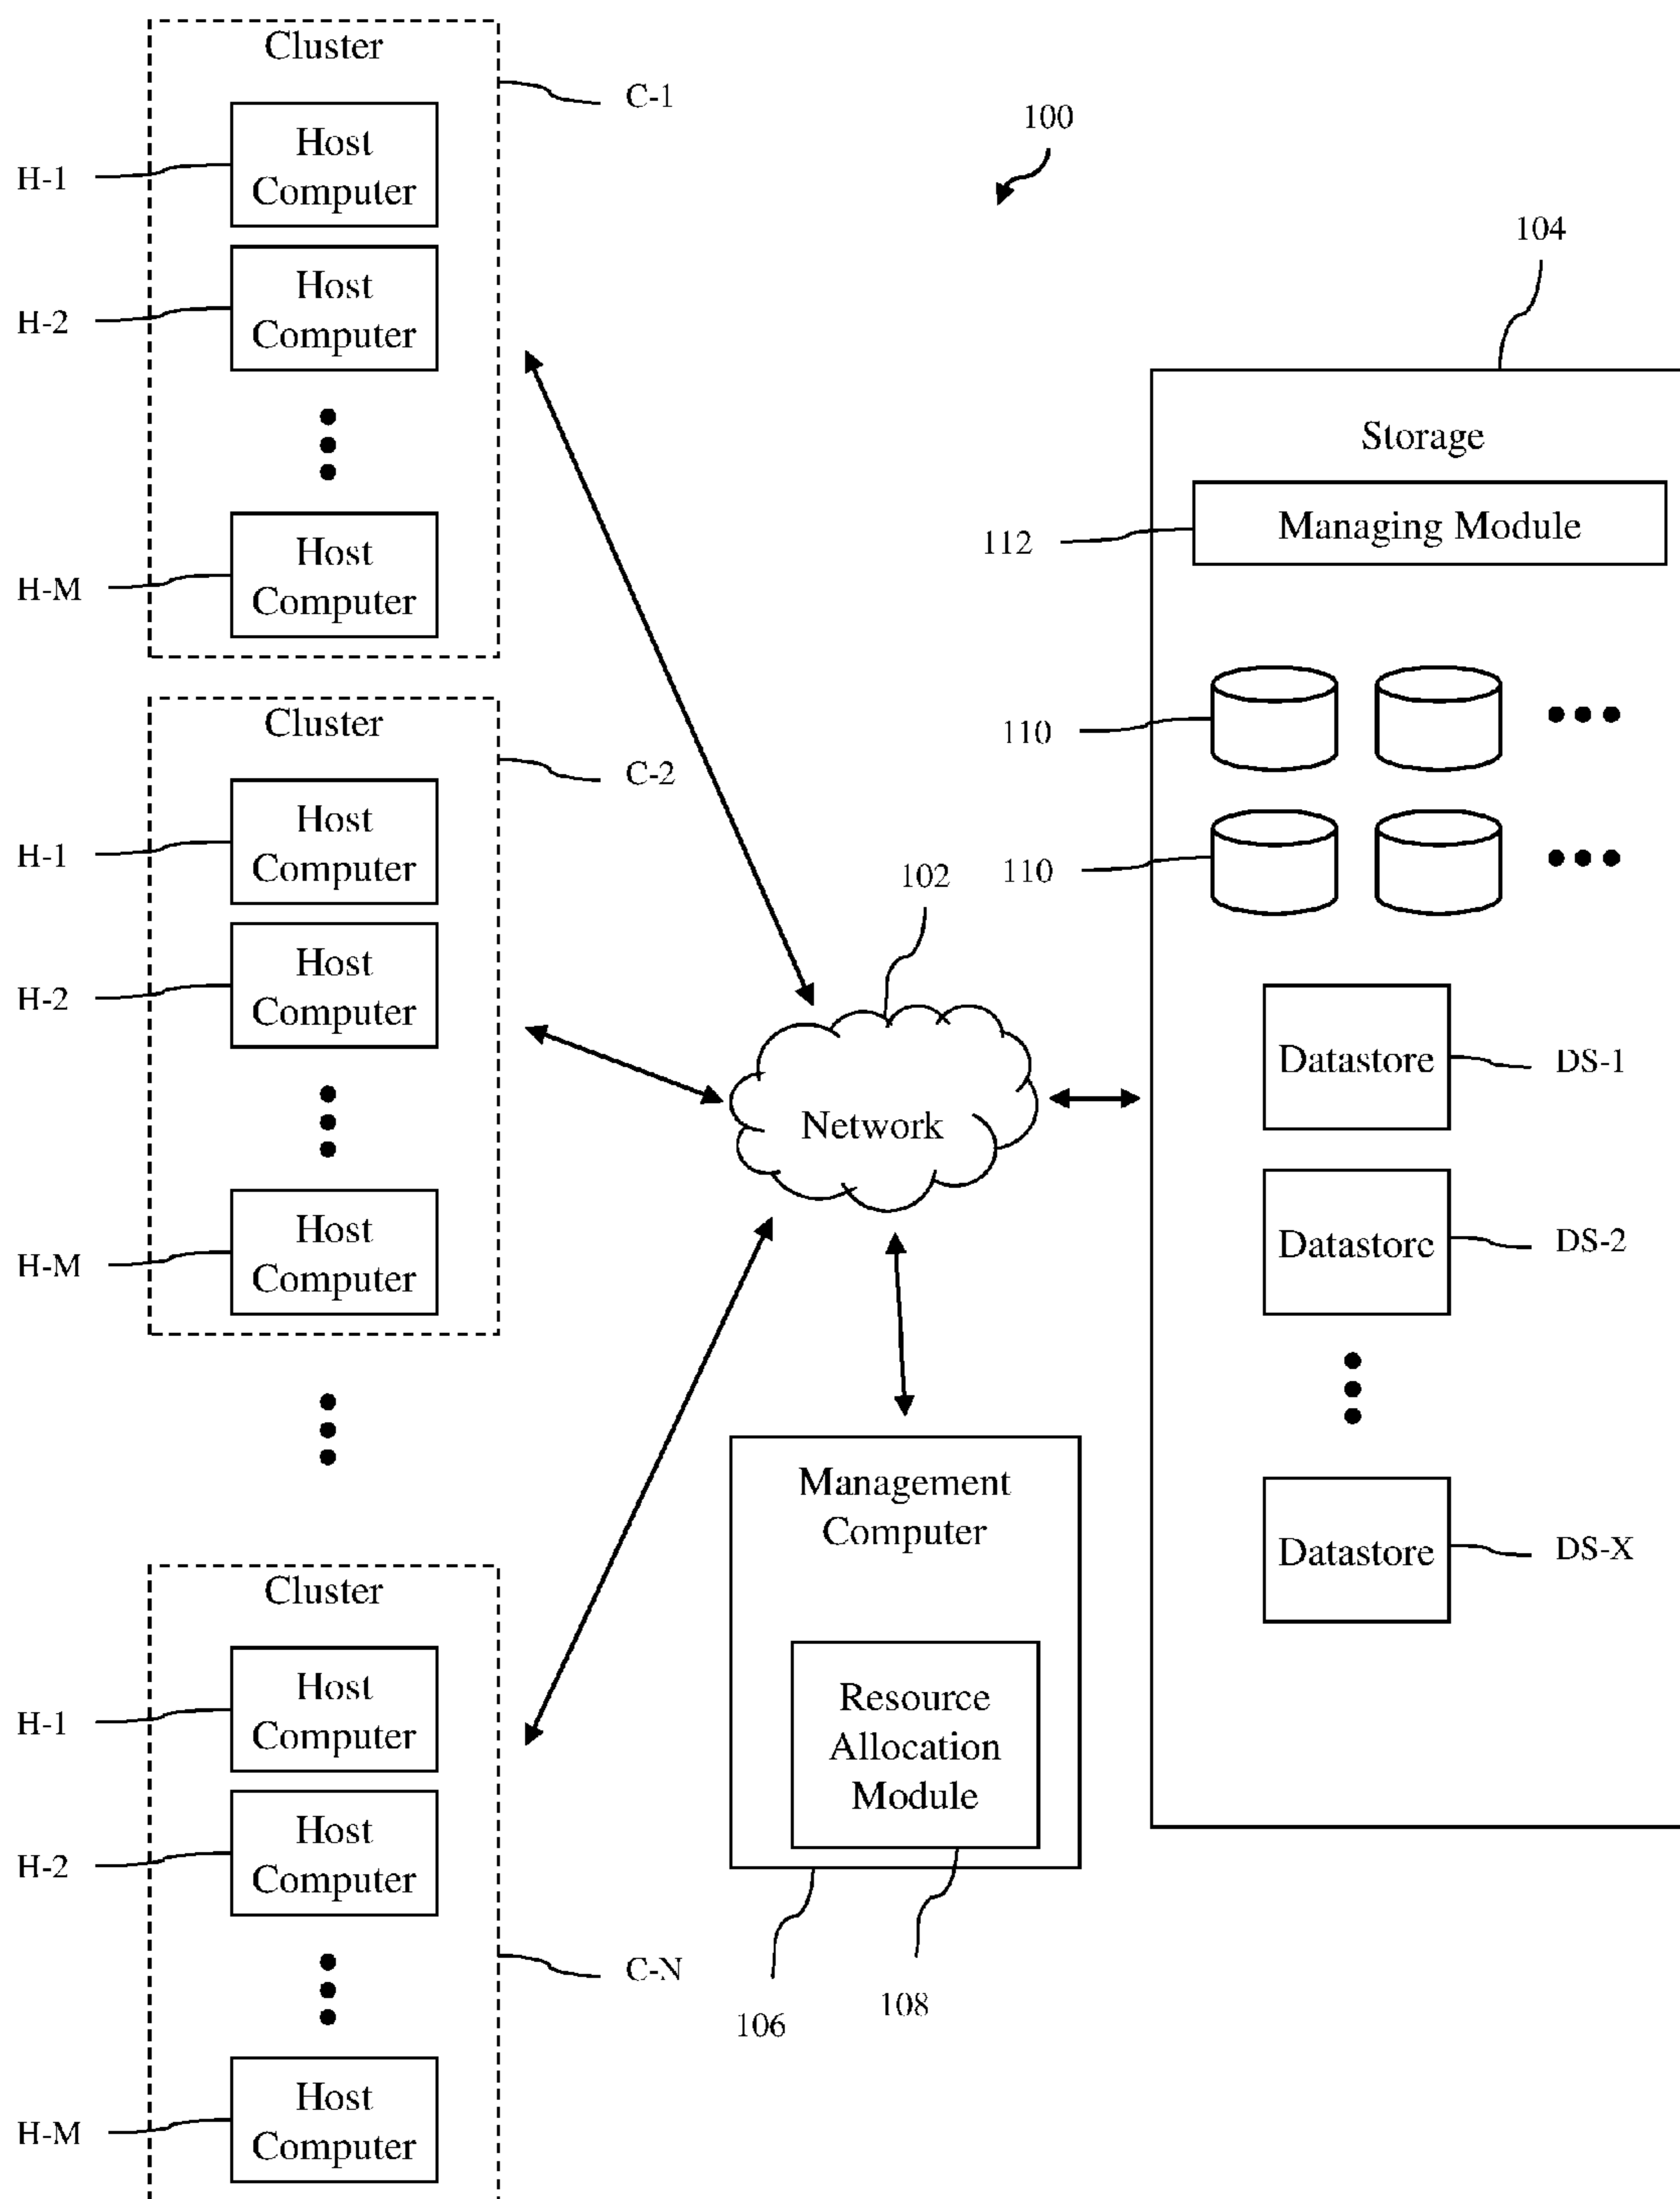 Cluster
C-1
Host
Computer
H-1
Host
Computer
H-2
Host
Computer
H-M
Cluster
C-2
Host
Computer
H-1
Host
Computer
H-2
Host
Computer
H-M
Cluster
Host
Computer
H-1
Host
Computer
H-2
C-N
Host
Computer
H-M
100
102
Network
Management
Computer
Resource
Allocation
Module
106
108
104
Storage
Managing Module
112
110
110
Datastore
DS-1
Datastore
DS-2
Datastore
DS-X